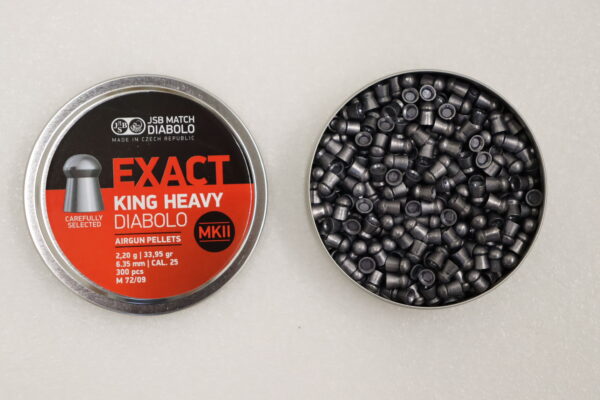 JSB MATCH
DIABOLO
MADE IN CZECH REPUBLIC
EXACT
KING HEAVY
DIABOLO
MKII
CAREFULLY
SELECTED
AIRGUN PELLETS
2,20 g | 33,95 gr
6.35 mm | CAL. 25
300 pcs
M 72/09